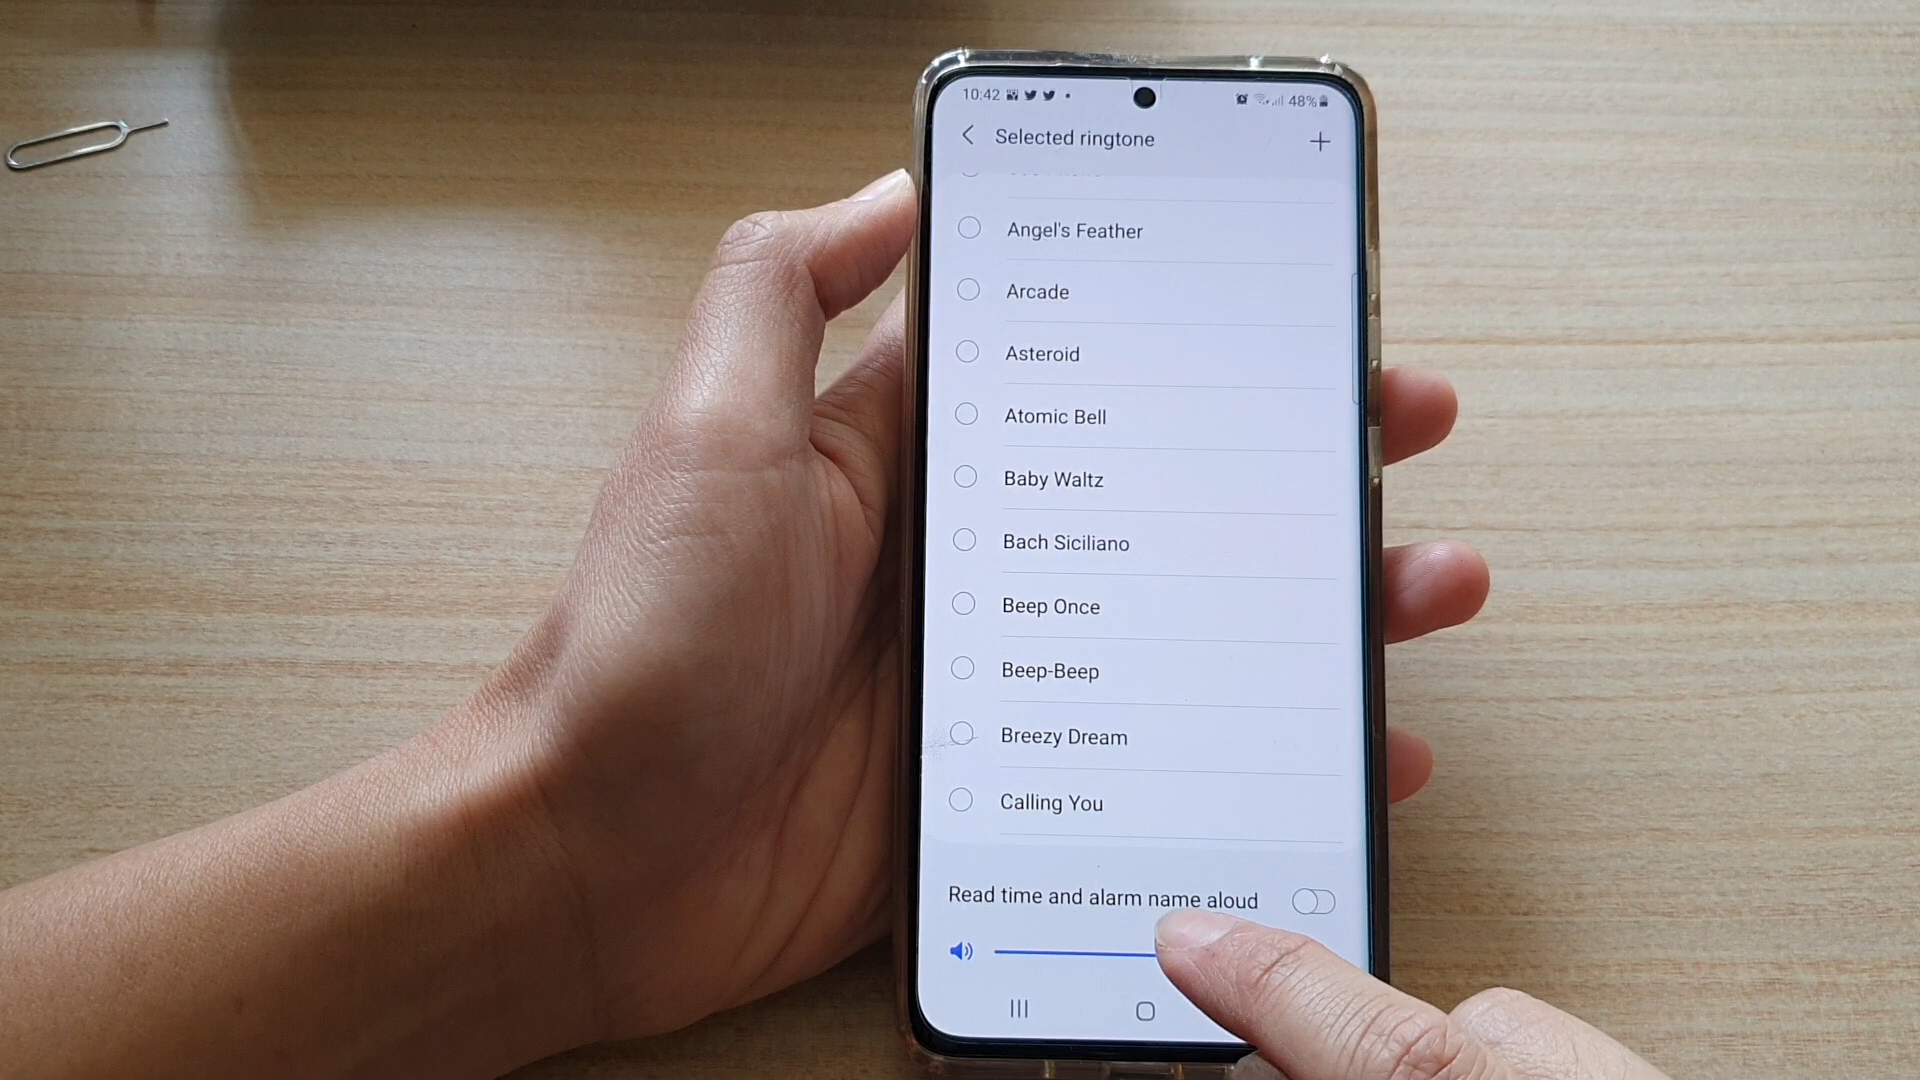 10:42
48%
Selected ringtone
Angel's Feather
Arcade
Asteroid
Atomic Bell
Baby Waltz
Bach Siciliano
Beep Once
Beep-Beep
Breezy Dream
Calling You
Read time and alarm name aloud